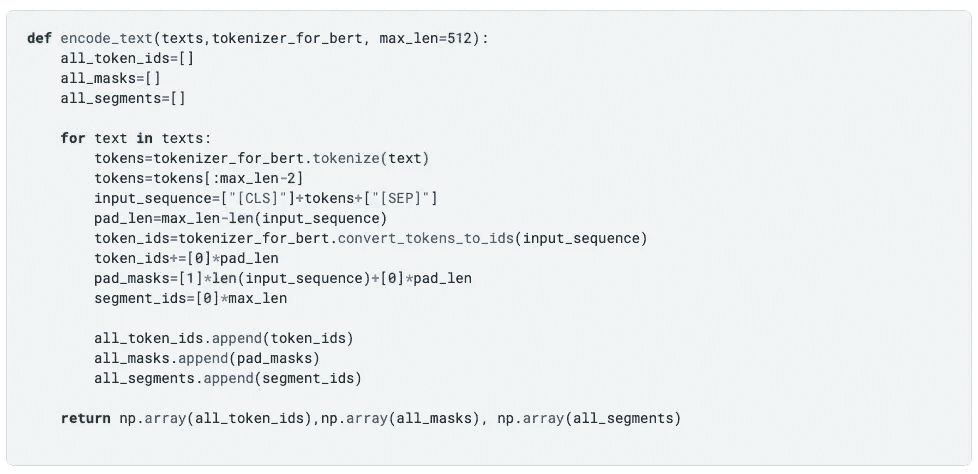 def encode_text(texts,tokenizer_for_bert, max_len=512):
    all_token_ids=[]
    all_masks=[]
    all_segments=[]

    for text in texts:
        tokens=tokenizer_for_bert.tokenize(text)
        tokens=tokens[:max_len-2]
        input_sequence=["[CLS]"]+tokens+["[SEP]"]
        pad_len=max_len-len(input_sequence)
        token_ids=tokenizer_for_bert.convert_tokens_to_ids(input_sequence)
        token_ids+=[0]*pad_len
        pad_masks=[1]*len(input_sequence)+[0]*pad_len
        segment_ids=[0]*max_len

        all_token_ids.append(token_ids)
        all_masks.append(pad_masks)
        all_segments.append(segment_ids)

    return np.array(all_token_ids),np.array(all_masks), np.array(all_segments)